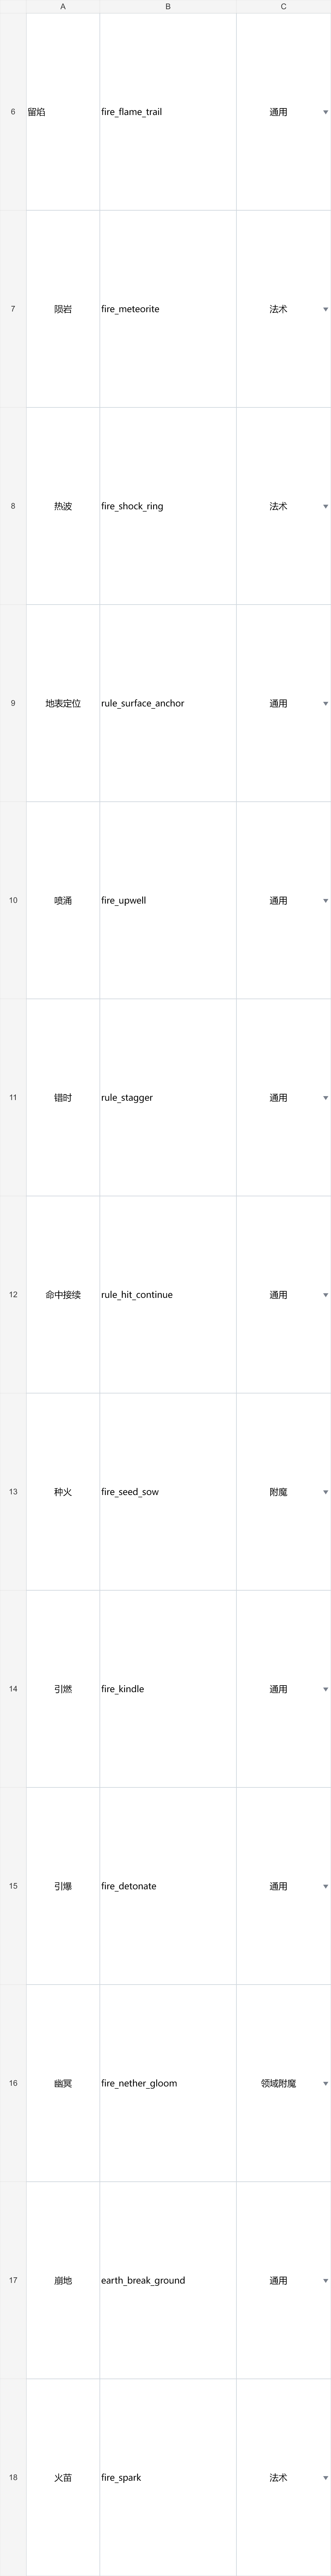 A B C
6 留焰 fire_flame_trail 通用
7 陨岩 fire_meteorite 法术
8 热波 fire_shock_ring 法术
9 地表定位 rule_surface_anchor 通用
10 喷涌 fire_upwell 通用
11 错时 rule_stagger 通用
12 命中接续 rule_hit_continue 通用
13 种火 fire_seed_sow 附魔
14 引燃 fire_kindle 通用
15 引爆 fire_detonate 通用
16 幽冥 fire_nether_gloom 领域附魔
17 崩地 earth_break_ground 通用
18 火苗 fire_spark 法术